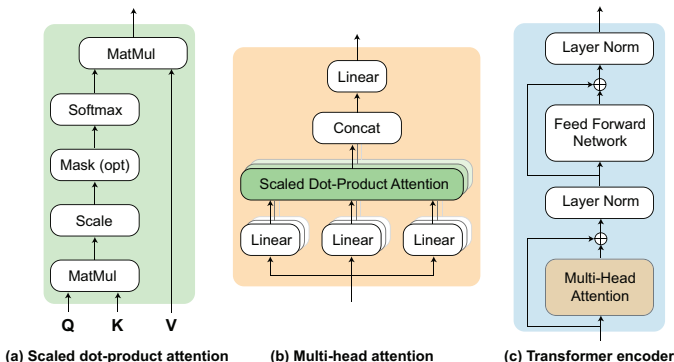 MatMul
Softmax
Mask (opt)
Scale
MatMul
Q K V
(a) Scaled dot-product attention
Linear
Concat
Scaled Dot-Product Attention
Linear Linear Linear
(b) Multi-head attention
Layer Norm
Feed Forward
Network
Layer Norm
Multi-Head
Attention
(c) Transformer encoder